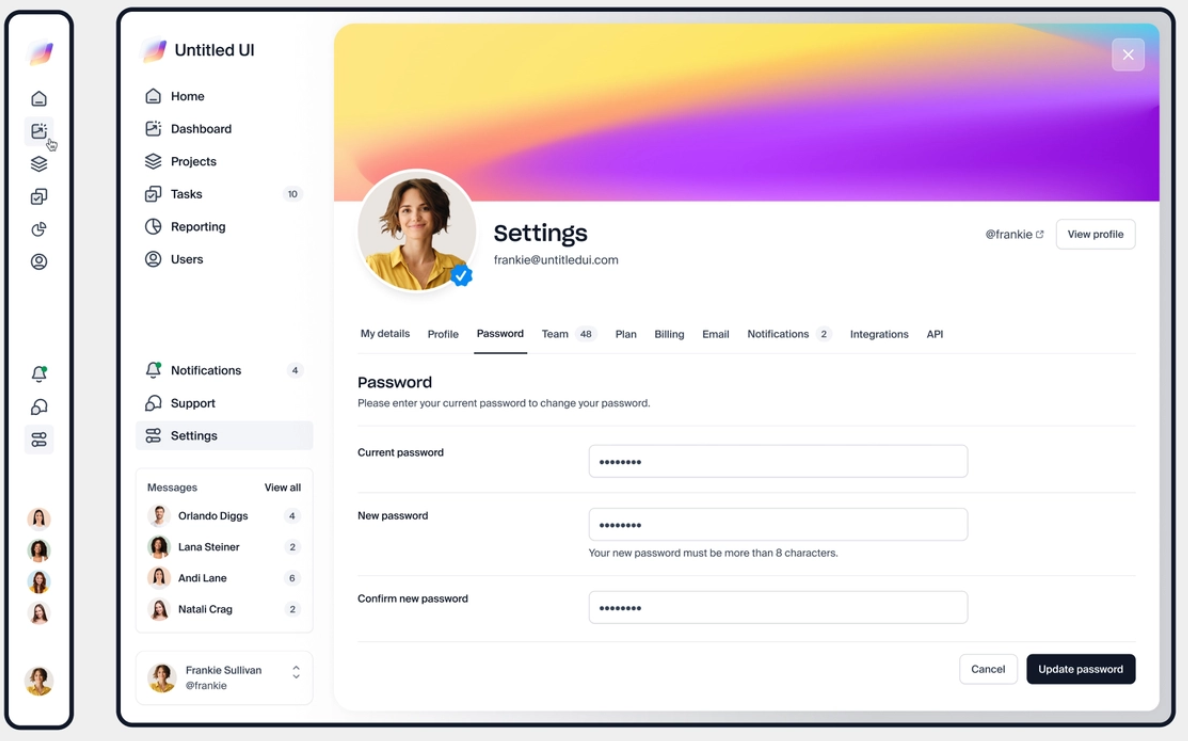 Untitled UI
Home
Dashboard
Projects
Tasks 10
Reporting
Users
Notifications 4
Support
Settings
Messages View all
Orlando Diggs 4
Lana Steiner 2
Andi Lane 6
Natali Crag 2
Frankie Sullivan
@frankie
Settings
frankie@untitledui.com
@frankie View profile
My details Profile Password Team 48 Plan Billing Email Notifications 2 Integrations API
Password
Please enter your current password to change your password.
Current password
••••••••
New password
••••••••
Your new password must be more than 8 characters.
Confirm new password
••••••••
Cancel Update password